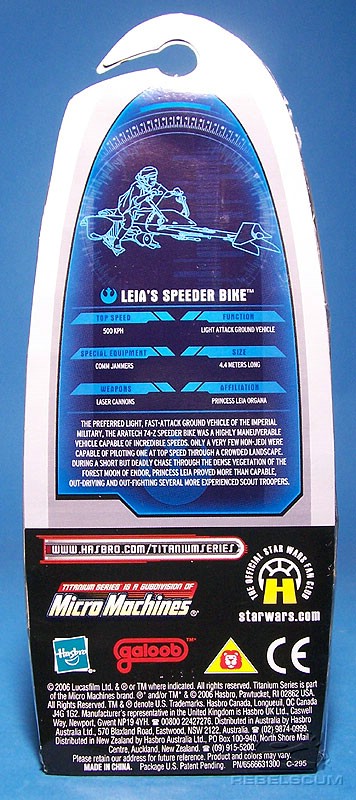 LEIA'S SPEEDER BIKE™
TOP SPEED
FUNCTION
500 KPH
LIGHT ATTACK GROUND VEHICLE
SPECIAL EQUIPMENT
SIZE
COMM JAMMERS
4.4 METERS LONG
WEAPONS
AFFILIATION
LASER CANNONS
PRINCESS LEIA ORGANA
THE PREFERRED LIGHT, FAST-ATTACK GROUND VEHICLE OF THE IMPERIAL
MILITARY, THE ARATECH 74-Z SPEEDER BIKE WAS A HIGHLY MANEUVERABLE
VEHICLE CAPABLE OF INCREDIBLE SPEEDS. ONLY A VERY FEW NON-JEDI WERE
CAPABLE OF PILOTING ONE AT TOP SPEED THROUGH A CROWDED LANDSCAPE.
DURING A SHORT BUT DEADLY CHASE THROUGH THE DENSE VEGETATION OF THE
FOREST MOON OF ENDOR, PRINCESS LEIA PROVED MORE THAN CAPABLE,
OUT-DRIVING AND OUT-FIGHTING SEVERAL MORE EXPERIENCED SCOUT TROOPERS.
WWW.HASBRO.COM/TITANIUMSERIES
THE OFFICIAL STAR WARS FAN CLUB
H
starwars.com
TITANIUM SERIES IS A SUBDIVISION OF
Micro Machines®
Hasbro
galoob™
CE
© 2006 Lucasfilm Ltd. & ® or TM where indicated. All rights reserved. Titanium Series is part
of the Micro Machines brand. ®* and/or TM* & © 2006 Hasbro, Pawtucket, RI 02862 USA.
All Rights Reserved. TM & ® denote U.S. Trademarks. Hasbro Canada, Longueuil, QC Canada
J4G 1G2. Manufacturer's representative in the United Kingdom is Hasbro UK Ltd., Caswell
Way, Newport, Gwent NP19 4YH. ☎ 00800 22427276. Distributed in Australia by Hasbro
Australia Ltd., 570 Blaxland Road, Eastwood, NSW 2122, Australia. ☎ (02) 9874-0999.
Distributed in New Zealand by Hasbro Australia Ltd., PO Box 100-940, North Shore Mail
Centre, Auckland, New Zealand. ☎ (09) 915-5200.
Please retain our address for future reference. Product and colors may vary.
MADE IN CHINA. Package U.S. Patent Pending. P/N 6566631300 C-295
REBELSCUM